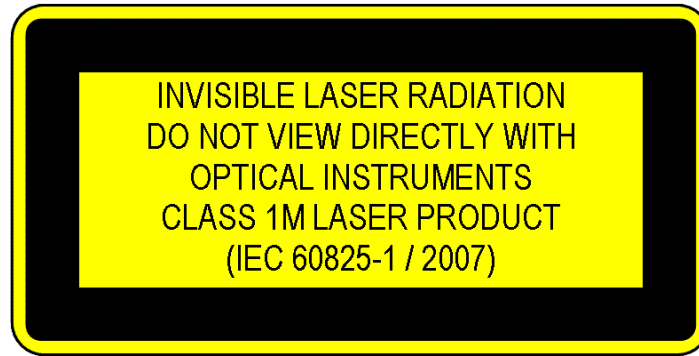 INVISIBLE LASER RADIATION
DO NOT VIEW DIRECTLY WITH
OPTICAL INSTRUMENTS
CLASS 1M LASER PRODUCT
(IEC 60825-1 / 2007)